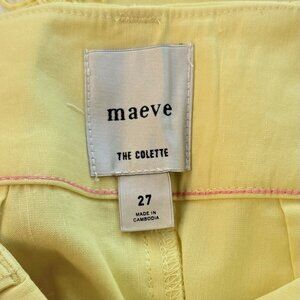 maeve
THE COLETTE
27
MADE IN
CAMBODIA